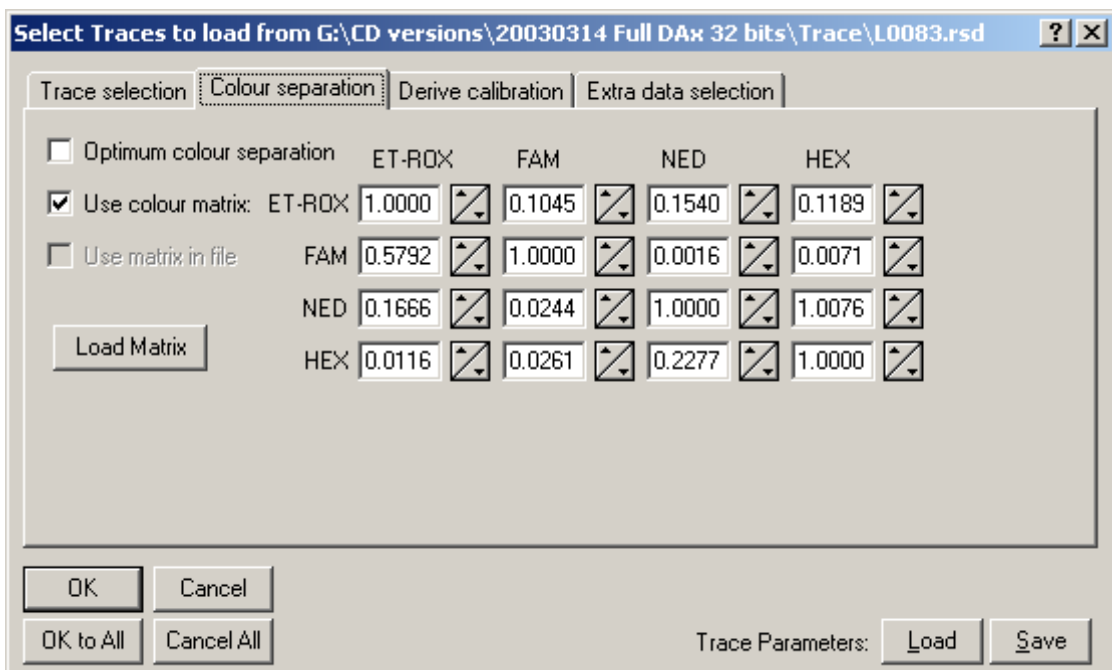 Select Traces to load from G:\CD versions\20030314 Full DAx 32 bits\Trace\L0083.rsd
Trace selection Colour separation Derive calibration Extra data selection
Optimum colour separation ET-ROX FAM NED HEX
Use colour matrix: ET-ROX 1.0000 0.1045 0.1540 0.1189
Use matrix in file FAM 0.5792 1.0000 0.0016 0.0071
NED 0.1666 0.0244 1.0000 1.0076
Load Matrix
HEX 0.0116 0.0261 0.2277 1.0000
OK Cancel
OK to All Cancel All Trace Parameters: Load Save